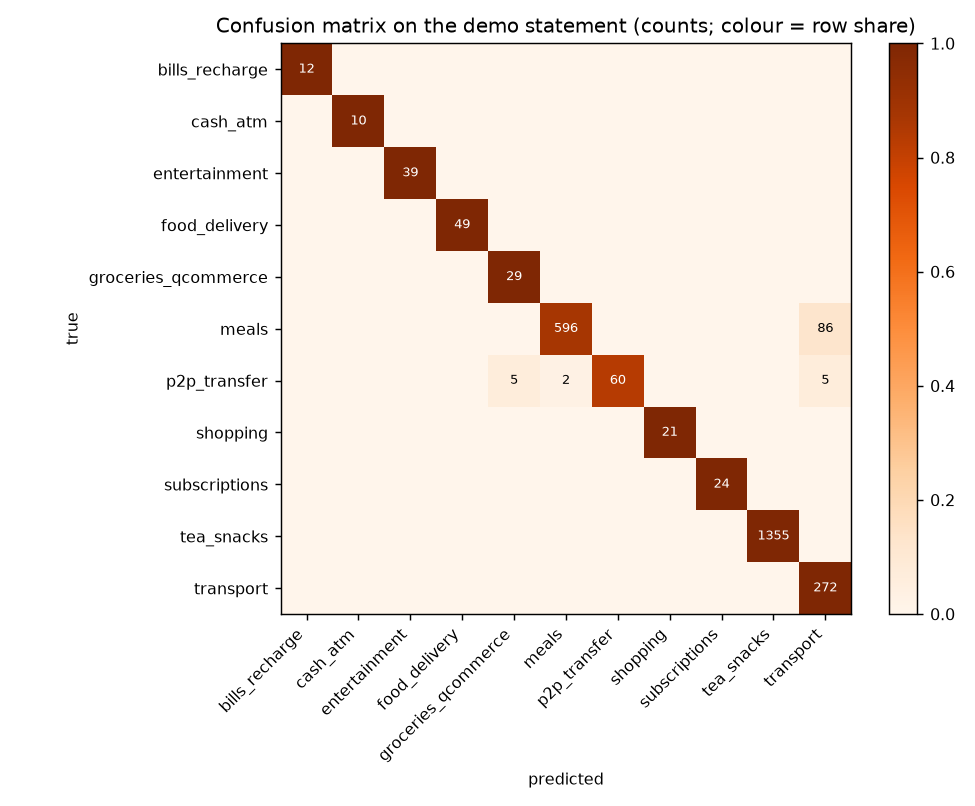 Confusion matrix on the demo statement (counts; colour = row share)
true
bills_recharge 12
cash_atm 10
entertainment 39
food_delivery 49
groceries_qcommerce 29
meals 596 86
p2p_transfer 5 2 60 5
shopping 21
subscriptions 24
tea_snacks 1355
transport 272
bills_recharge
cash_atm
entertainment
food_delivery
groceries_qcommerce
meals
p2p_transfer
shopping
subscriptions
tea_snacks
transport
predicted
1.0
0.8
0.6
0.4
0.2
0.0